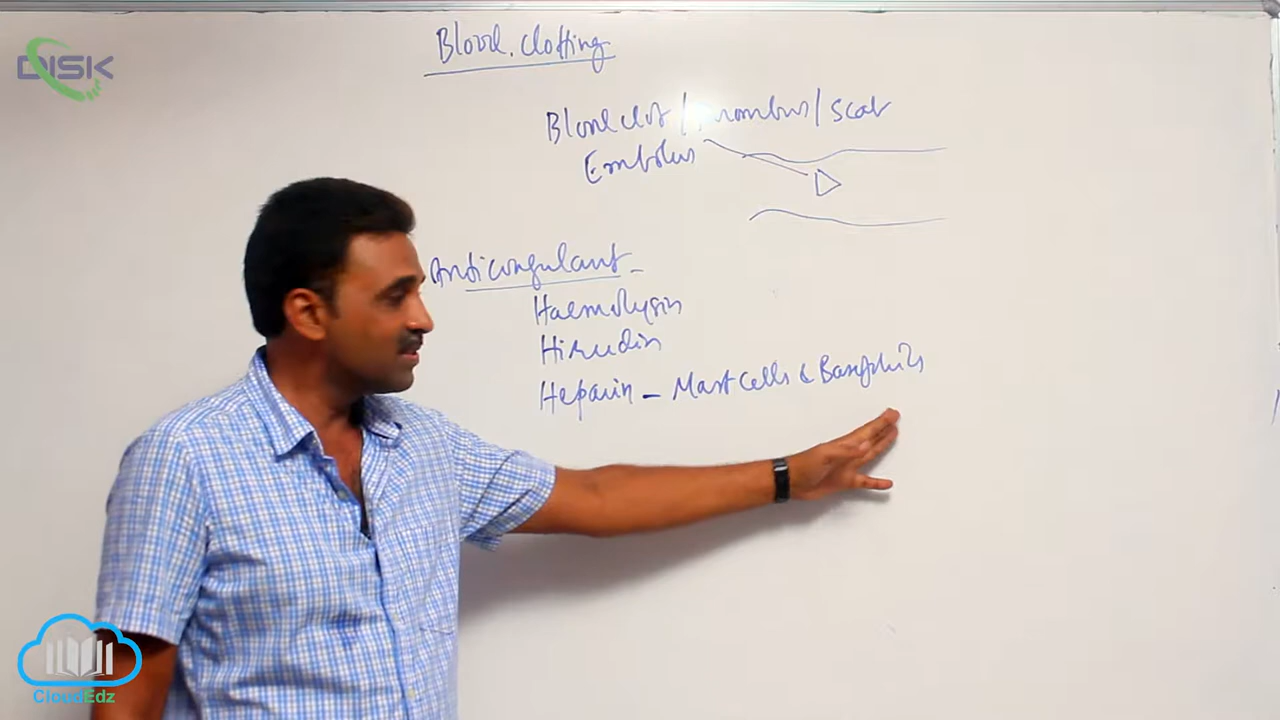 DISK
Blood. clotting
Blood clot / Thrombus / scab
Embolus
Anticoagulant -
Haemolysin
Hirudin
Heparin - Mast cells & Basophils
CloudEdz